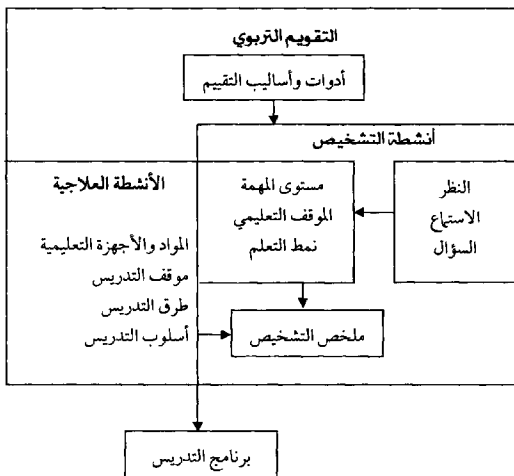 التقويم التربوي
أدوات وأساليب التقييم
أنشطة التشخيص
النظر
الاستماع
السؤال
مستوى المهمة
الموقف التعليمي
نمط التعلم
الأنشطة العلاجية
المواد والأجهزة التعليمية
موقف التدريس
طرق التدريس
أسلوب التدريس
ملخص التشخيص
برنامج التدريس